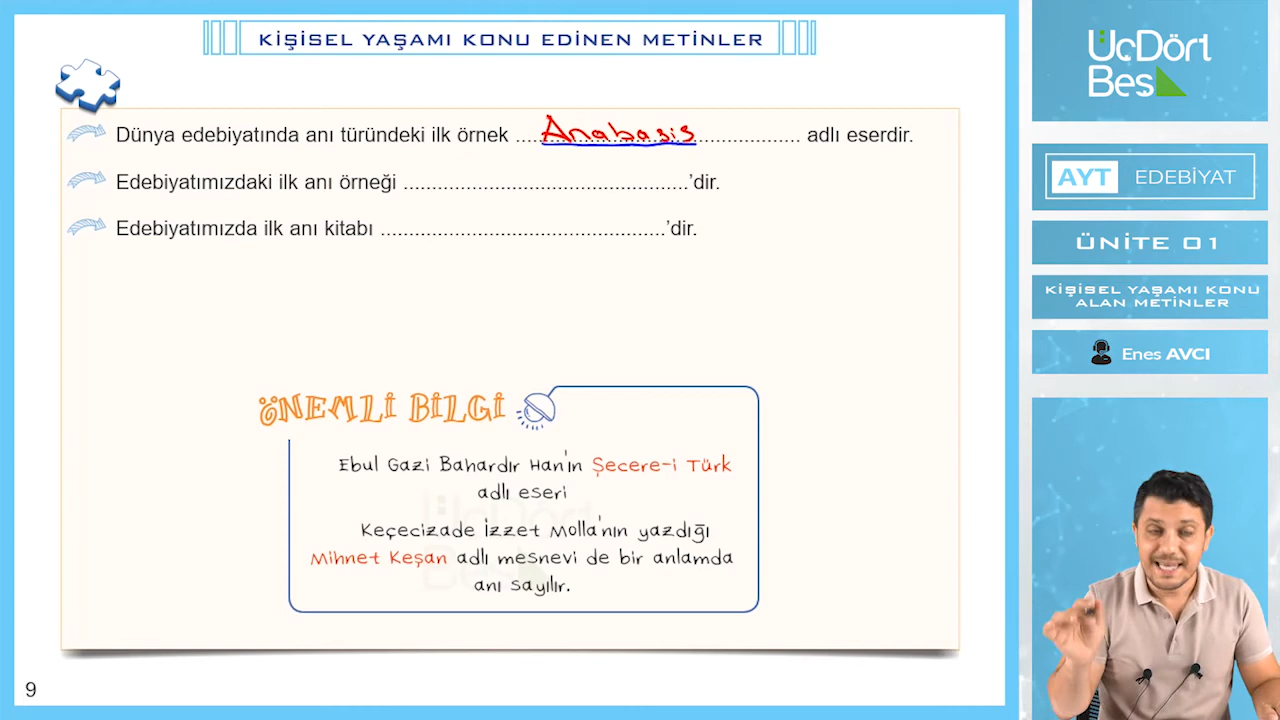 KİŞİSEL YAŞAMI KONU EDİNEN METİNLER
Dünya edebiyatında anı türündeki ilk örnek ....Anabasis.................. adlı eserdir.
Edebiyatımızdaki ilk anı örneği ...................................................'dir.
Edebiyatımızda ilk anı kitabı ...................................................'dir.
ÖNEMLİ BİLGİ
Ebul Gazi Bahardır Han'ın Şecere-i Türk
adlı eseri
Keçecizade İzzet Molla'nın yazdığı
Mihnet Keşan adlı mesnevi de bir anlamda
anı sayılır.
9
ÜçDört
Beş
AYT EDEBİYAT
ÜNİTE 01
KİŞİSEL YAŞAMI KONU
ALAN METİNLER
Enes AVCI